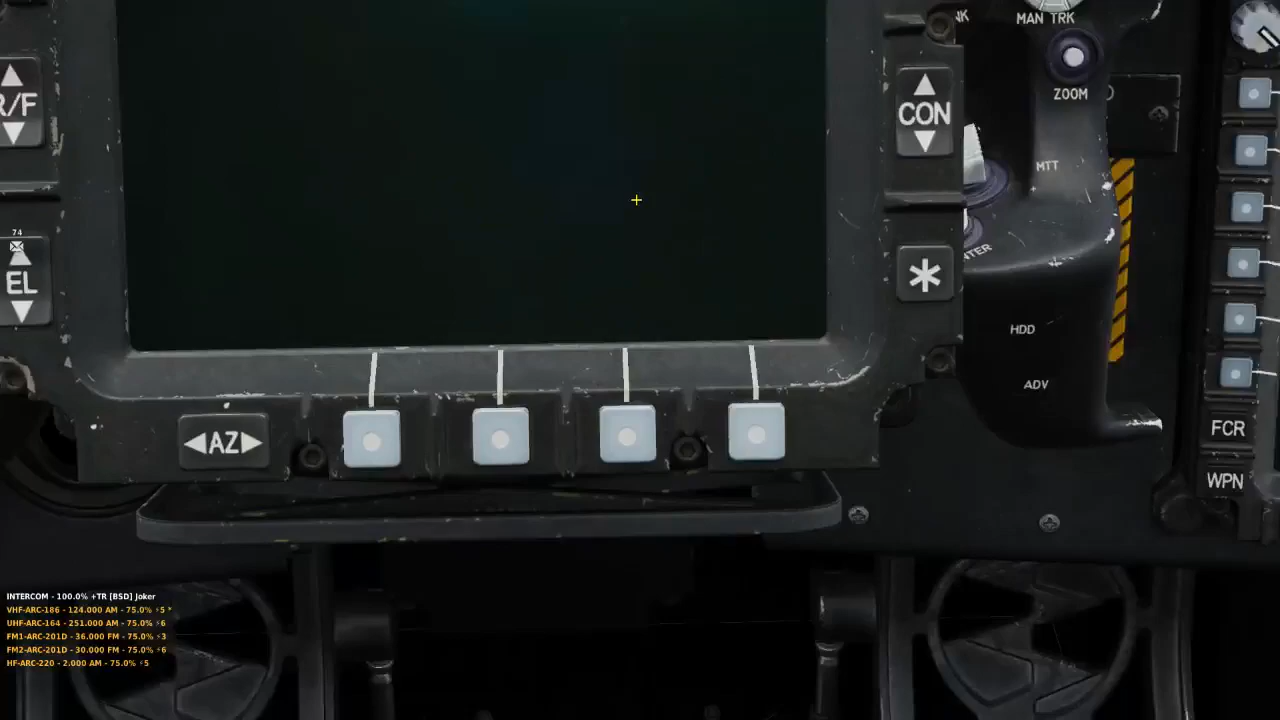 MAN TRK
ZOOM
R/F
CON
MTT
74
EL
HDD
ADV
AZ
FCR
WPN
INTERCOM - 100.0% +TR [BSD] Joker
VHF-ARC-186 - 124.000 AM - 75.0% ⚡5 *
UHF-ARC-164 - 251.000 AM - 75.0% ⚡6
FM1-ARC-201D - 36.000 FM - 75.0% ⚡3
FM2-ARC-201D - 30.000 FM - 75.0% ⚡6
HF-ARC-220 - 2.000 AM - 75.0% ⚡5